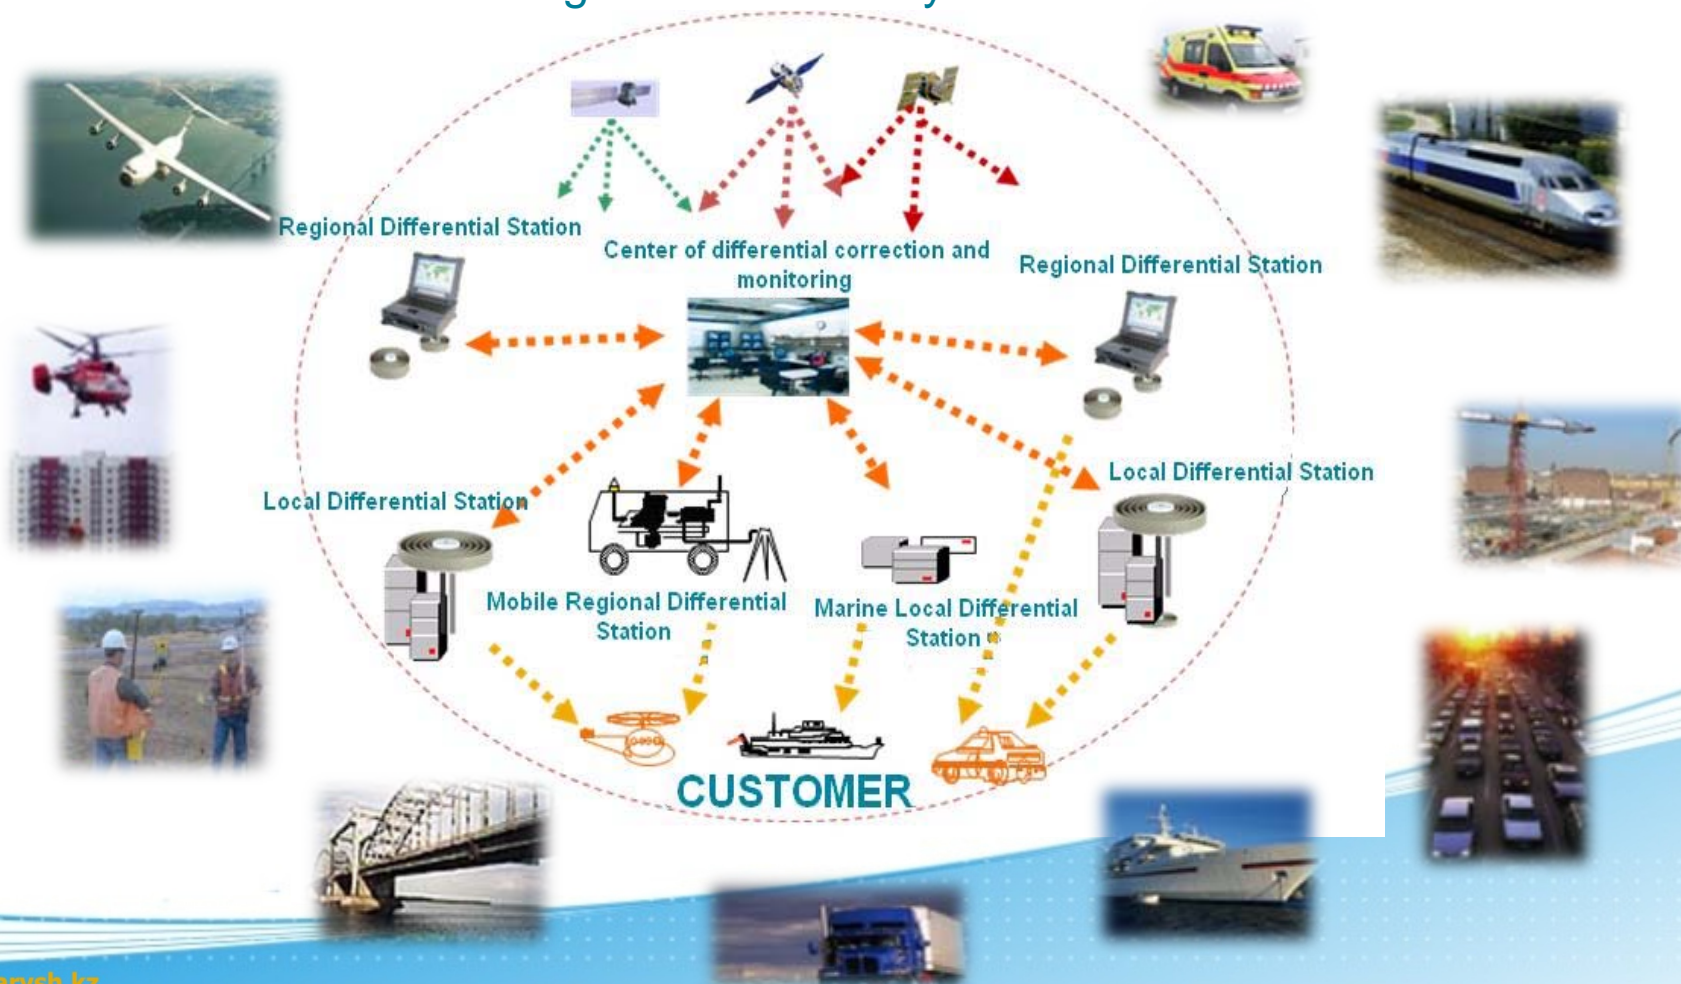 Regional Differential Station
Center of differential correction and
monitoring
Regional Differential Station
Local Differential Station
Local Differential Station
Mobile Regional Differential
Station
Marine Local Differential
Station
CUSTOMER